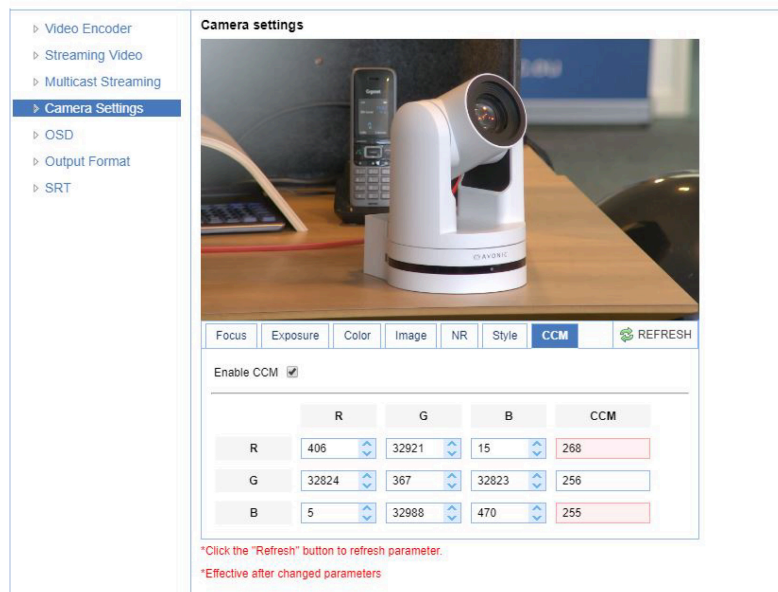 Video Encoder
Streaming Video
Multicast Streaming
Camera Settings
OSD
Output Format
SRT
Camera settings
Gigaset
.eu
AVONIC
Focus Exposure Color Image NR Style CCM REFRESH
Enable CCM
R G B CCM
R 406 32921 15 268
G 32824 367 32823 256
B 5 32988 470 255
*Click the "Refresh" button to refresh parameter.
*Effective after changed parameters